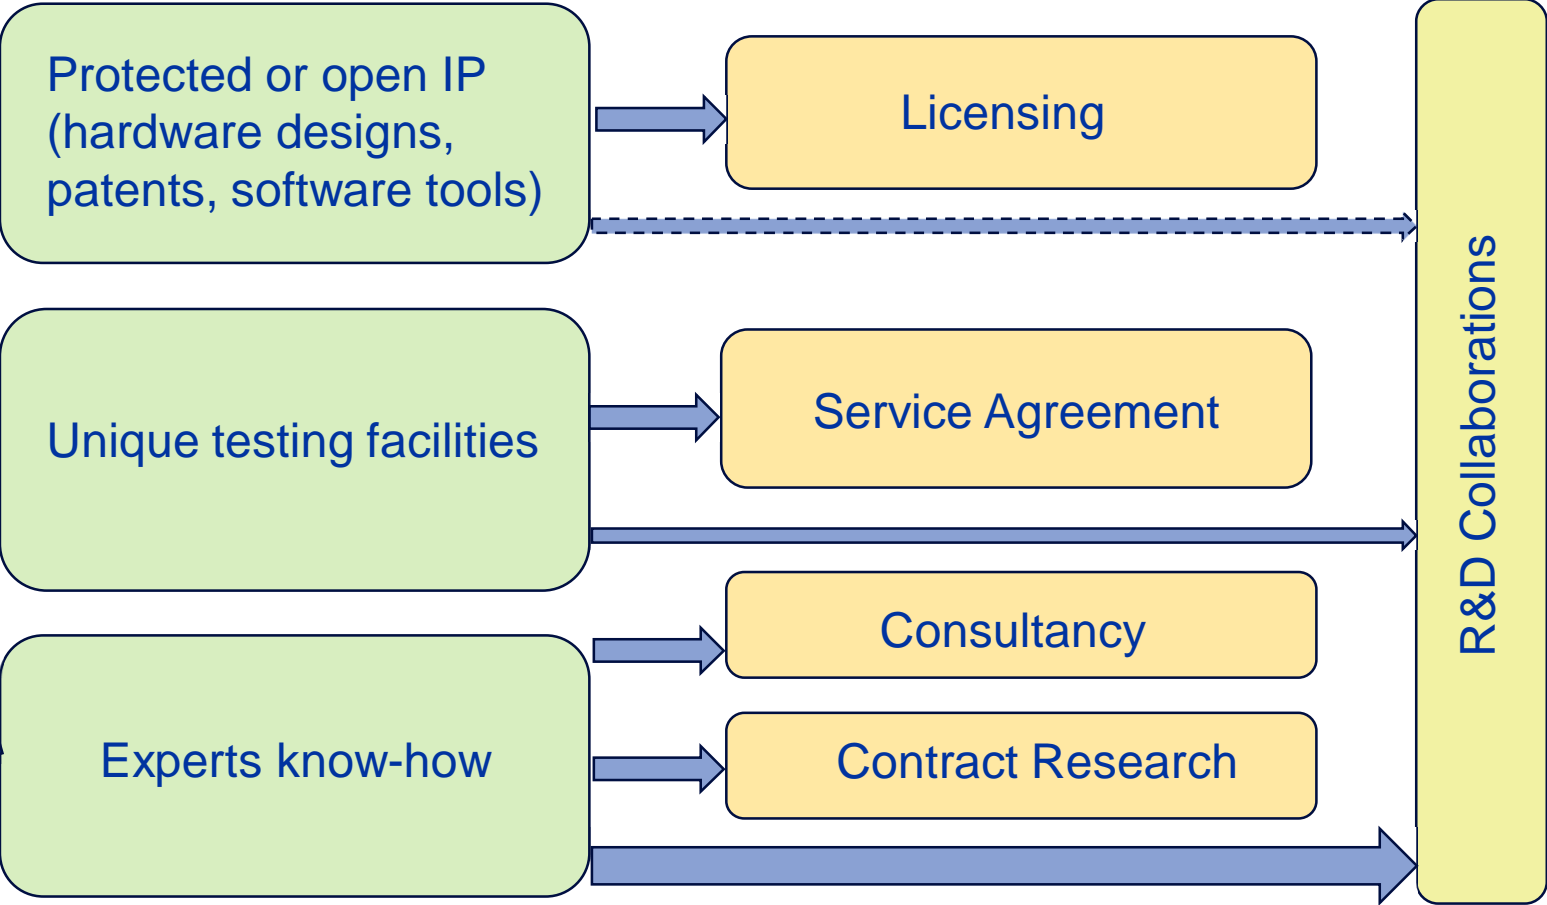 Protected or open IP
(hardware designs,
patents, software tools)
Licensing
Unique testing facilities
Service Agreement
Experts know-how
Consultancy
Contract Research
R&D Collaborations